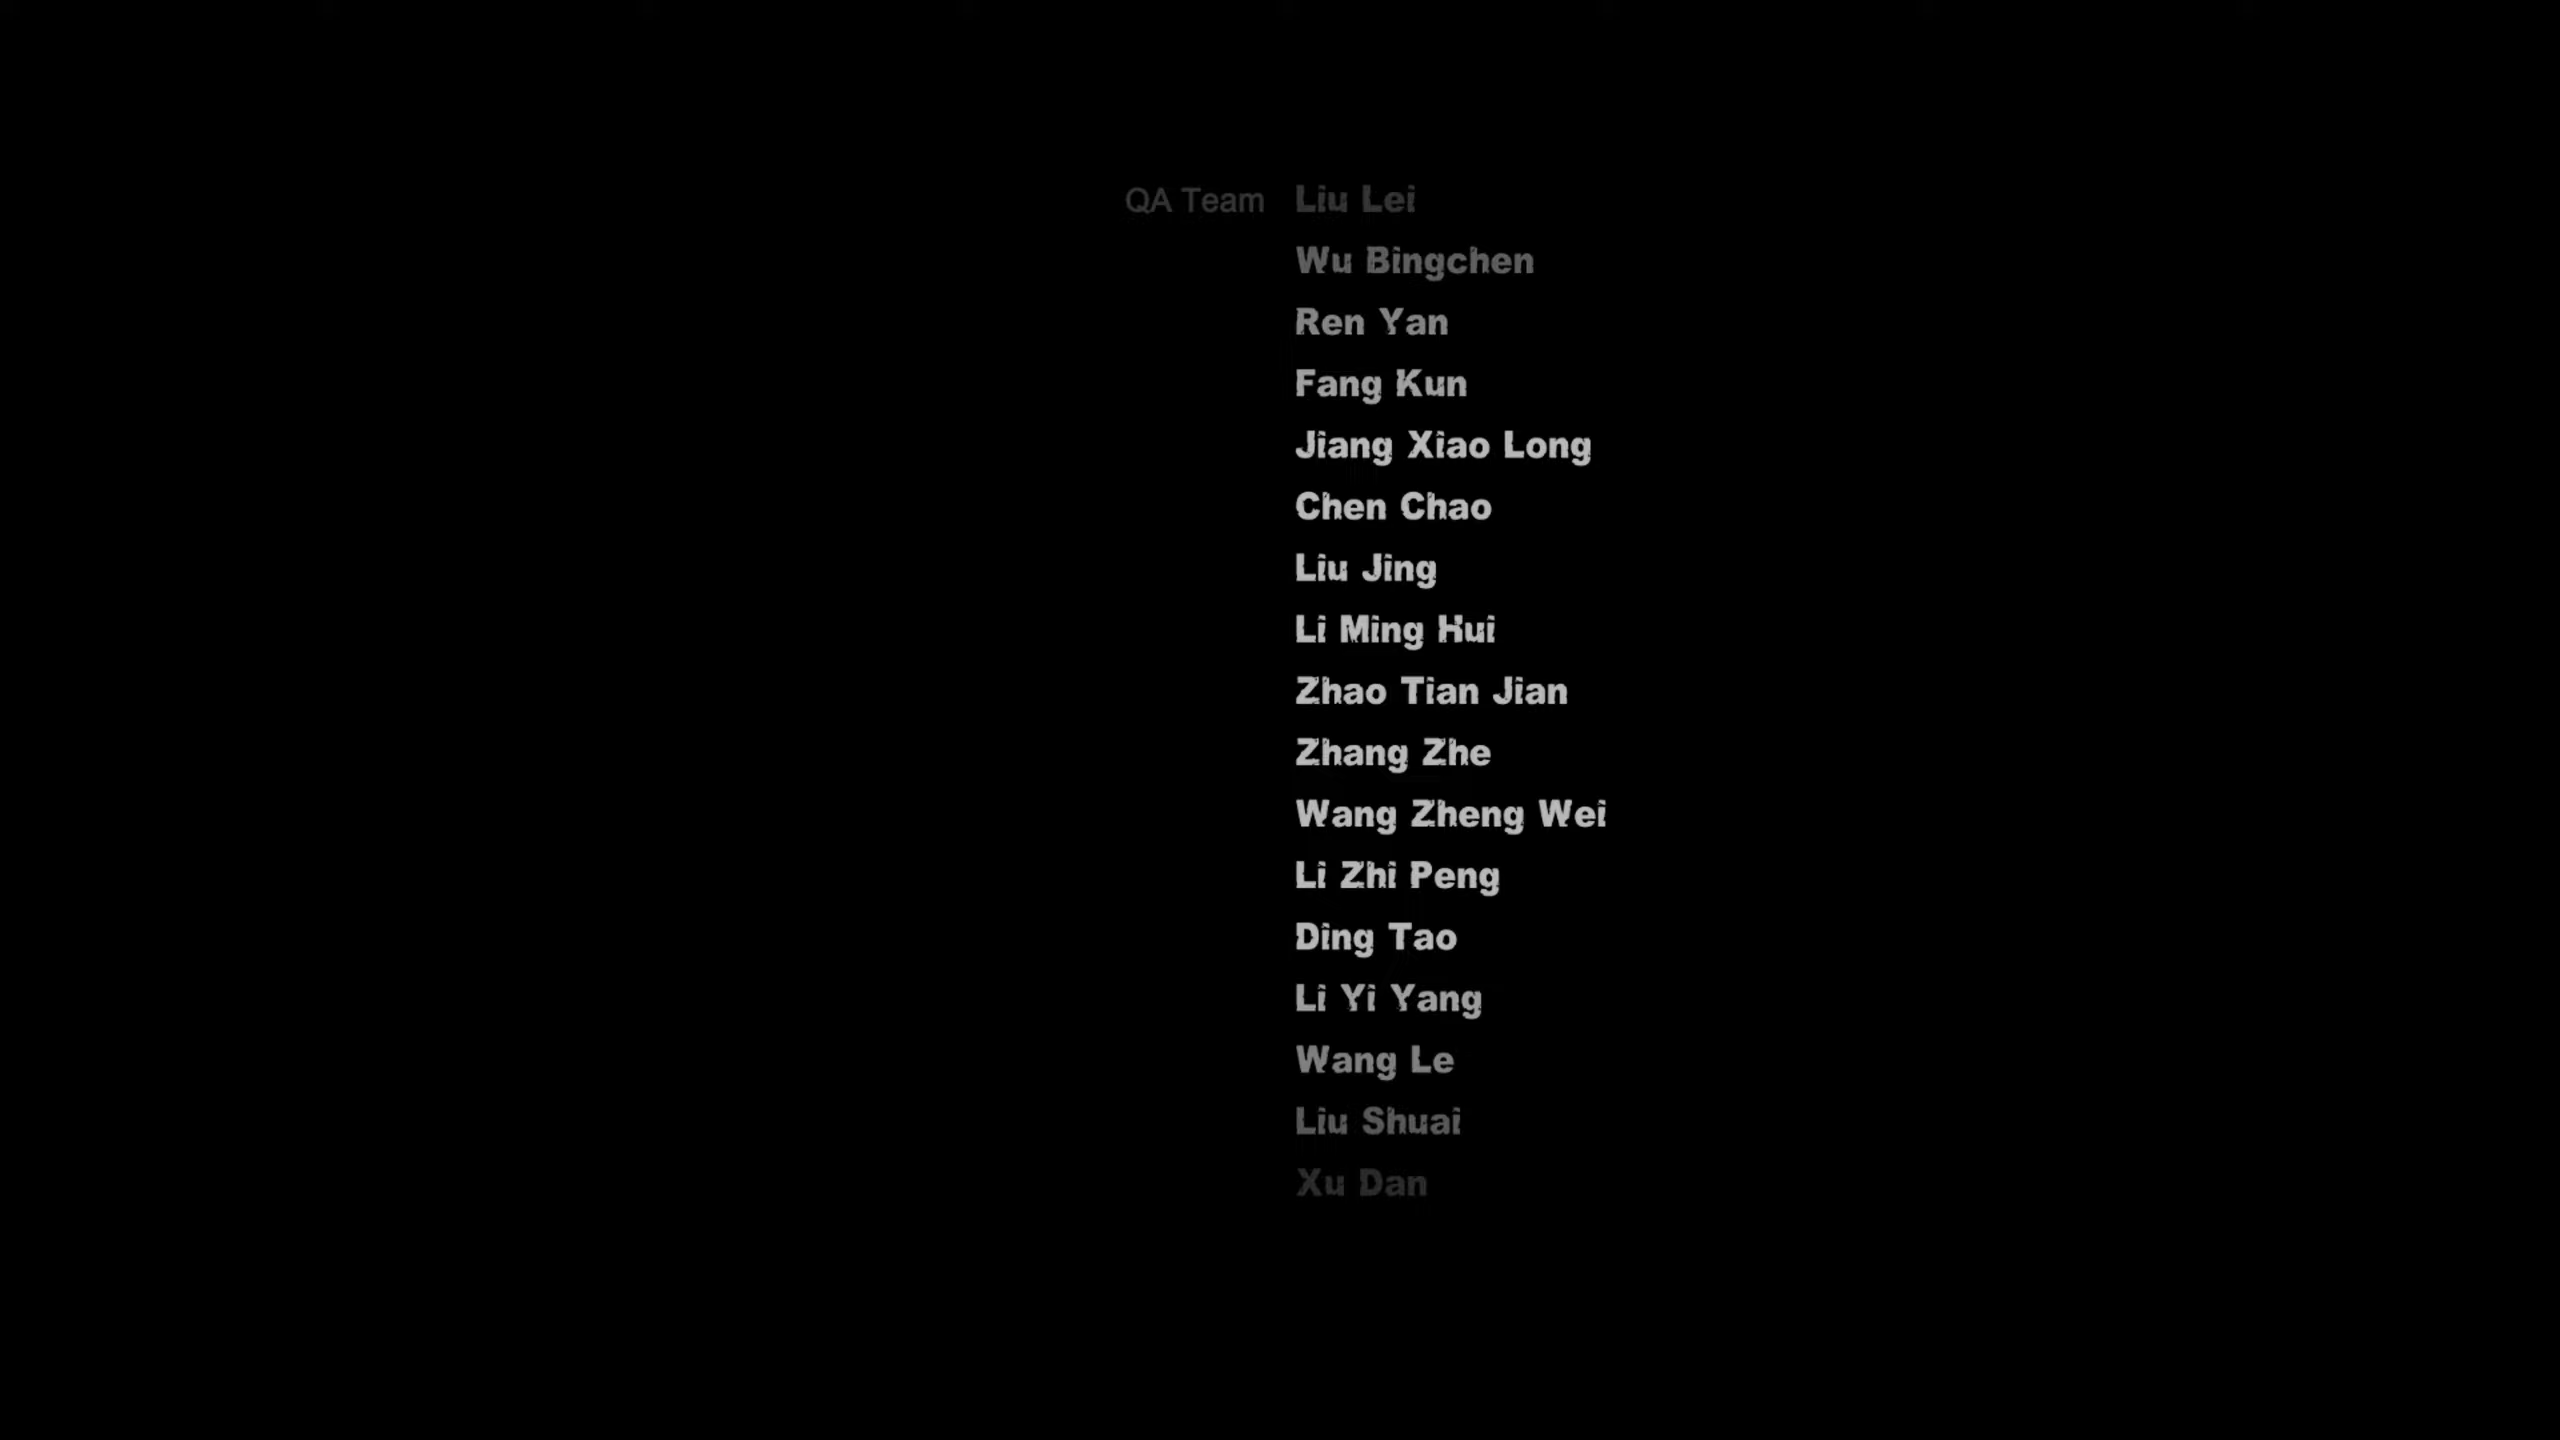 QA Team Liu Lei
Wu Bingchen
Ren Yan
Fang Kun
Jiang Xiao Long
Chen Chao
Liu Jing
Li Ming Hui
Zhao Tian Jian
Zhang Zhe
Wang Zheng Wei
Li Zhi Peng
Ding Tao
Li Yi Yang
Wang Le
Liu Shuai
Xu Dan